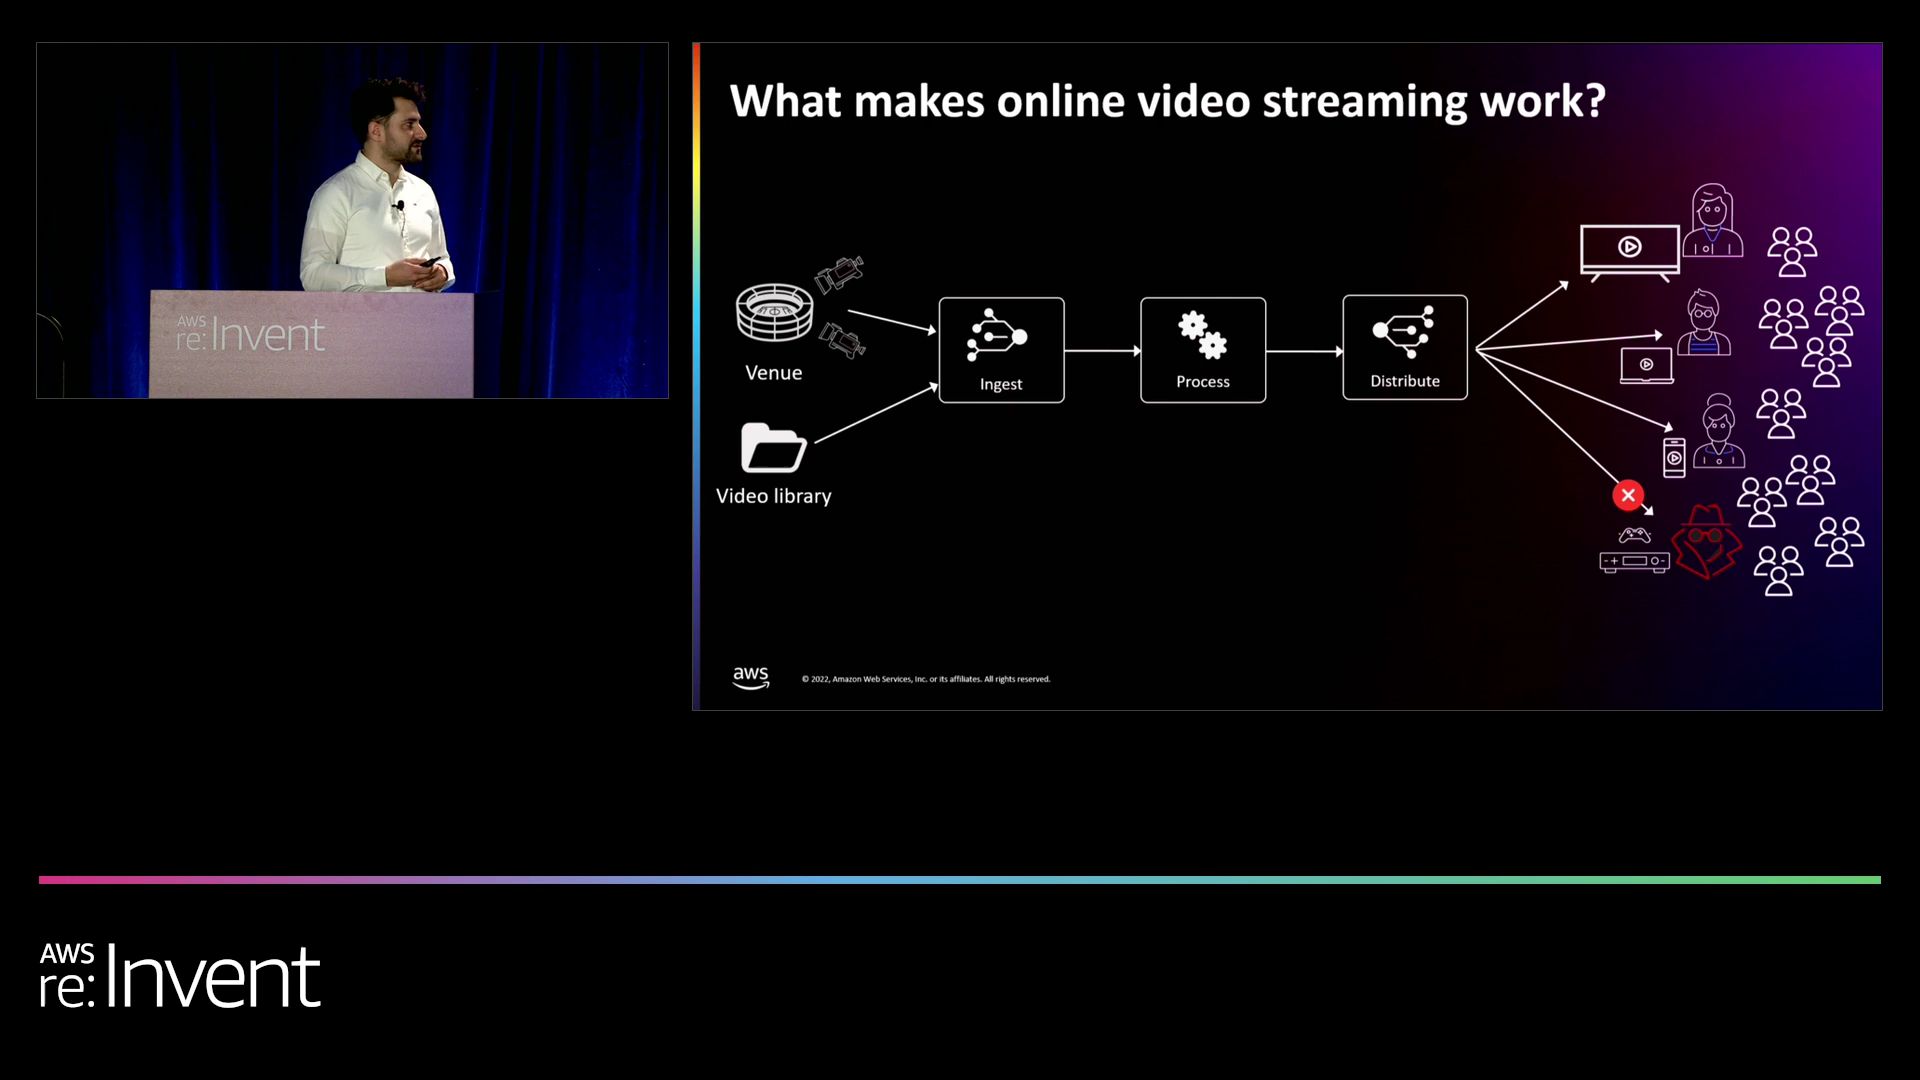 AWS
re:Invent
What makes online video streaming work?
Venue
Video library
Ingest
Process
Distribute
aws
© 2022, Amazon Web Services, Inc. or its affiliates. All rights reserved.
AWS
re:Invent